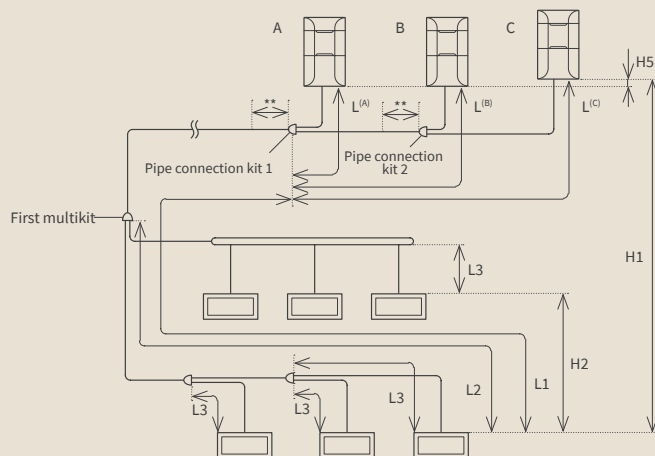 A
B
C
H5
L(A)
L(B)
L(C)
**
**
Pipe connection kit 1
Pipe connection
kit 2
First multikit
H1
L3
H2
L1
L2
L3
L3
L3